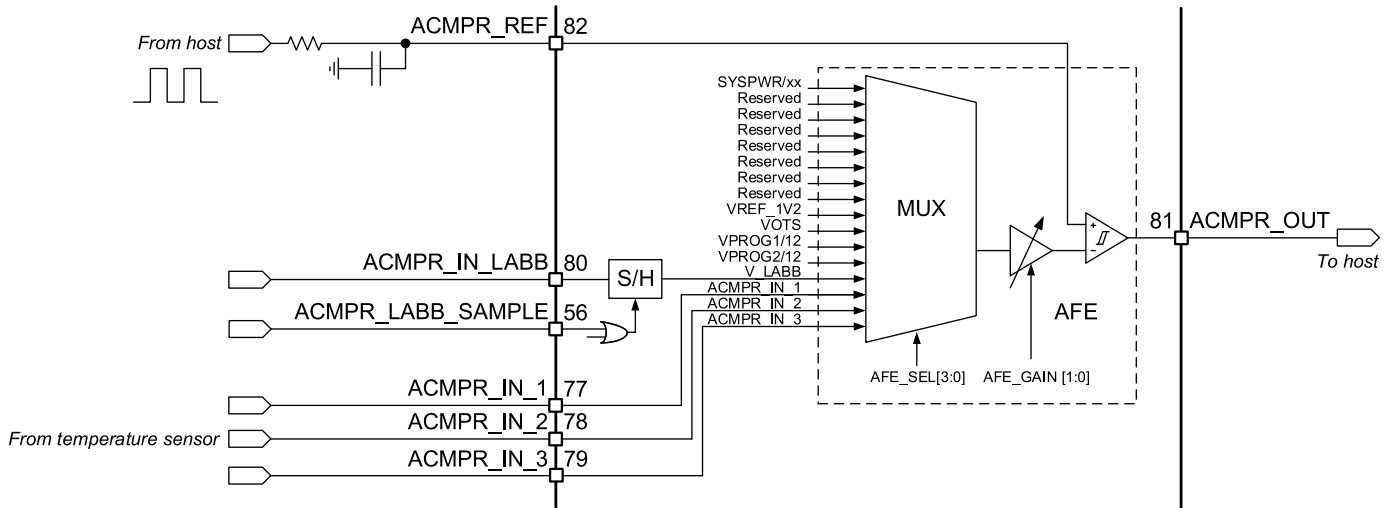 ACMPR_REF 82
From host
SYSPWR/xx
Reserved
Reserved
Reserved
Reserved
Reserved
Reserved
Reserved
VREF_1V2
VOTS
VPROG1/12
VPROG2/12
V_LABB
ACMPR_IN_1
ACMPR_IN_2
ACMPR_IN_3
MUX
+
-
AFE
AFE_SEL[3:0]
AFE_GAIN [1:0]
81 ACMPR_OUT
To host
ACMPR_IN_LABB 80
S/H
ACMPR_LABB_SAMPLE 56
ACMPR_IN_1 77
ACMPR_IN_2 78
From temperature sensor
ACMPR_IN_3 79